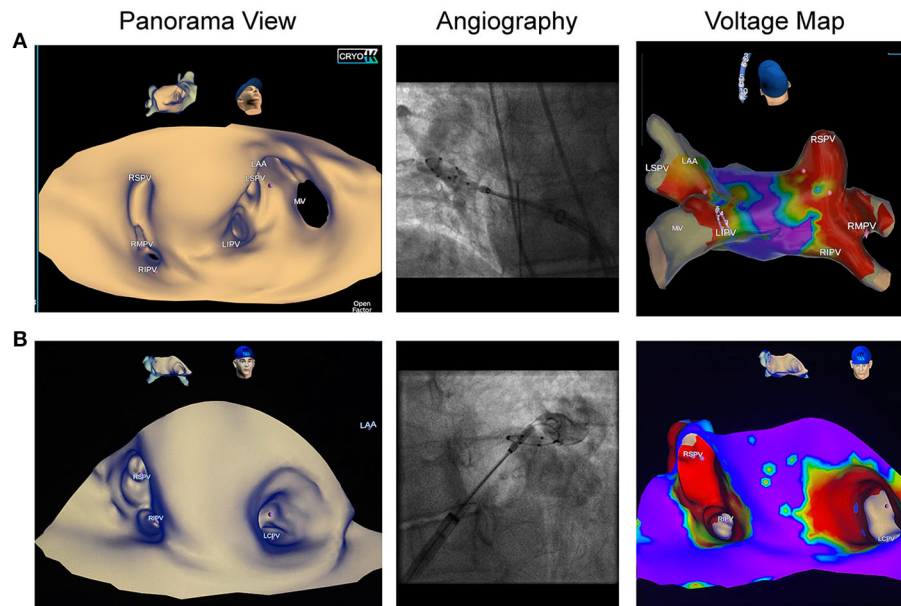 Panorama View
Angiography
Voltage Map
A
CRYO4K
RSPV
RMPV
RIPV
LAA
LSPV
LIPV
MV
Open
Factor
LSPV
LAA
MV
LIPV
RSPV
RMPV
RIPV
B
LAA
RSPV
RIPV
LCPV
RSPV
RIPV
LCPV